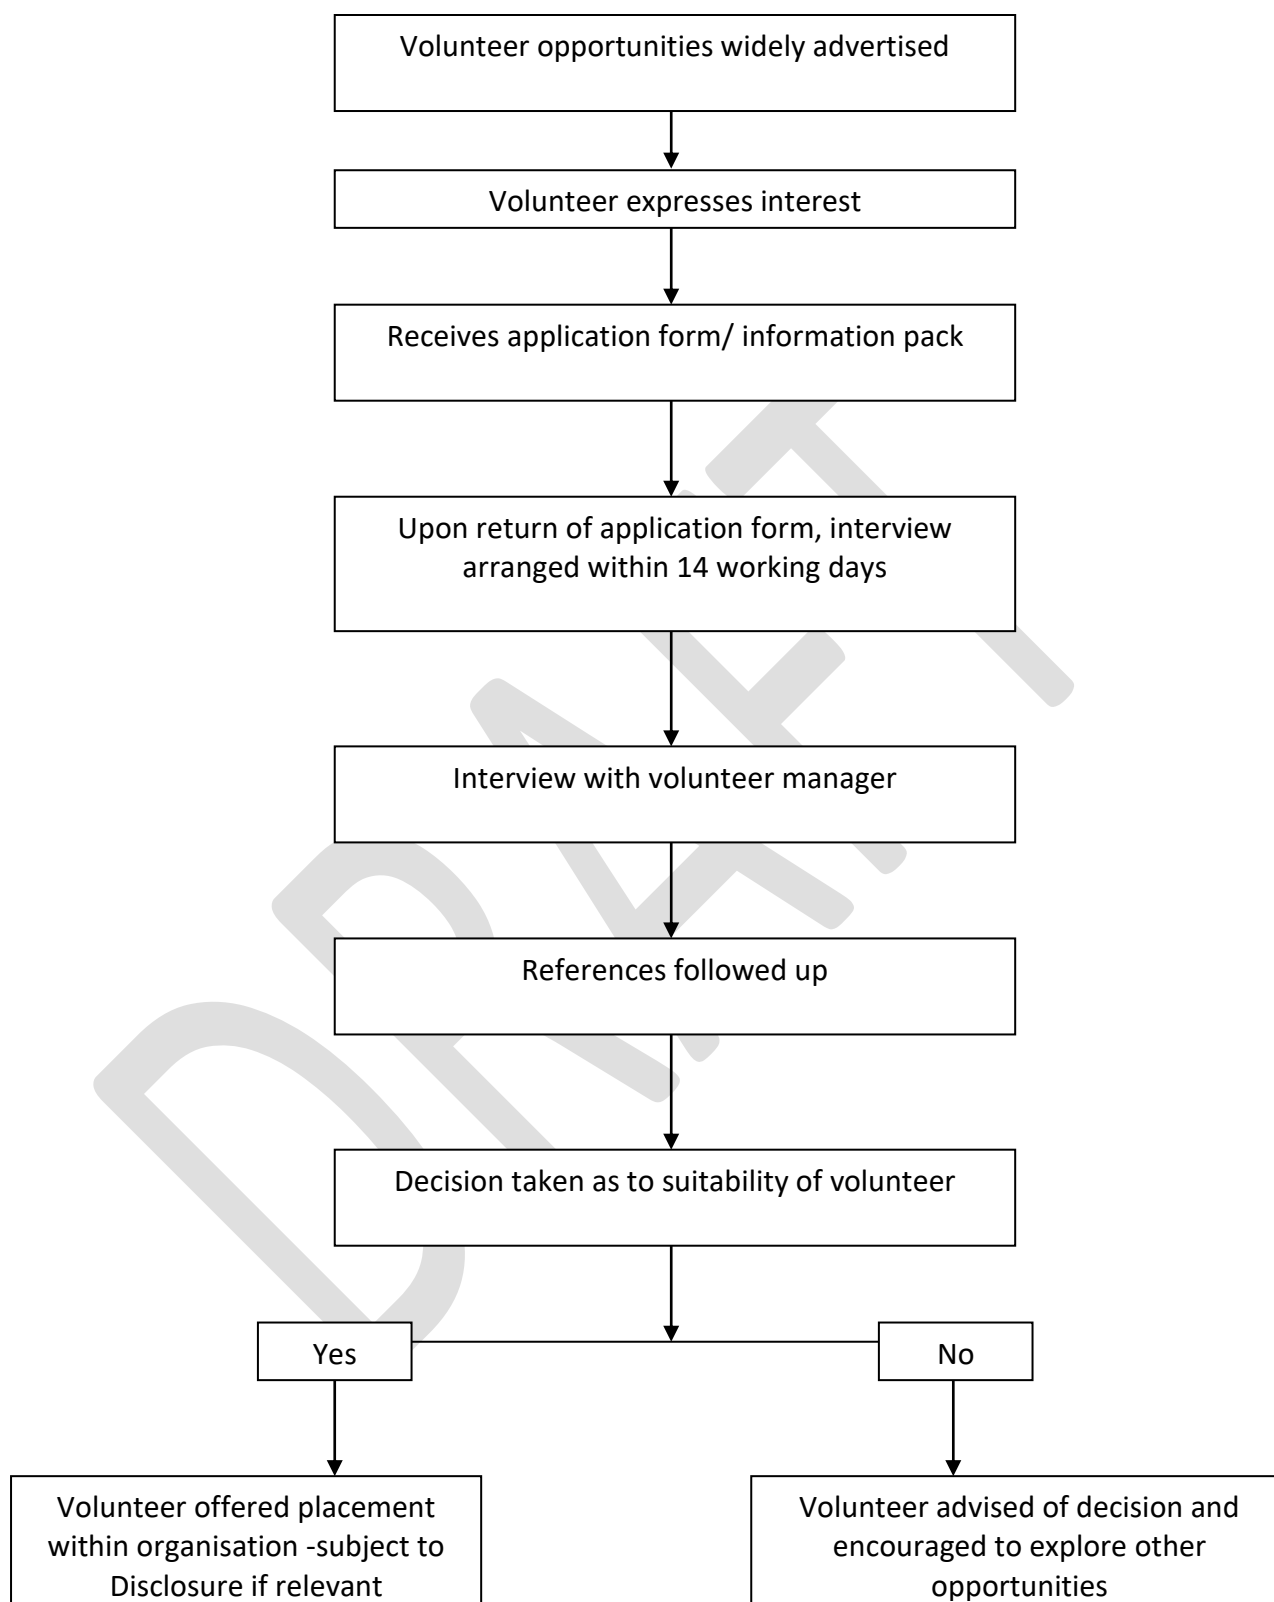 Volunteer opportunities widely advertised
Volunteer expresses interest
Receives application form/ information pack
Upon return of application form, interview
arranged within 14 working days
Interview with volunteer manager
References followed up
Decision taken as to suitability of volunteer
Yes
No
Volunteer offered placement
within organisation -subject to
Disclosure if relevant
Volunteer advised of decision and
encouraged to explore other
opportunities
DRAFT